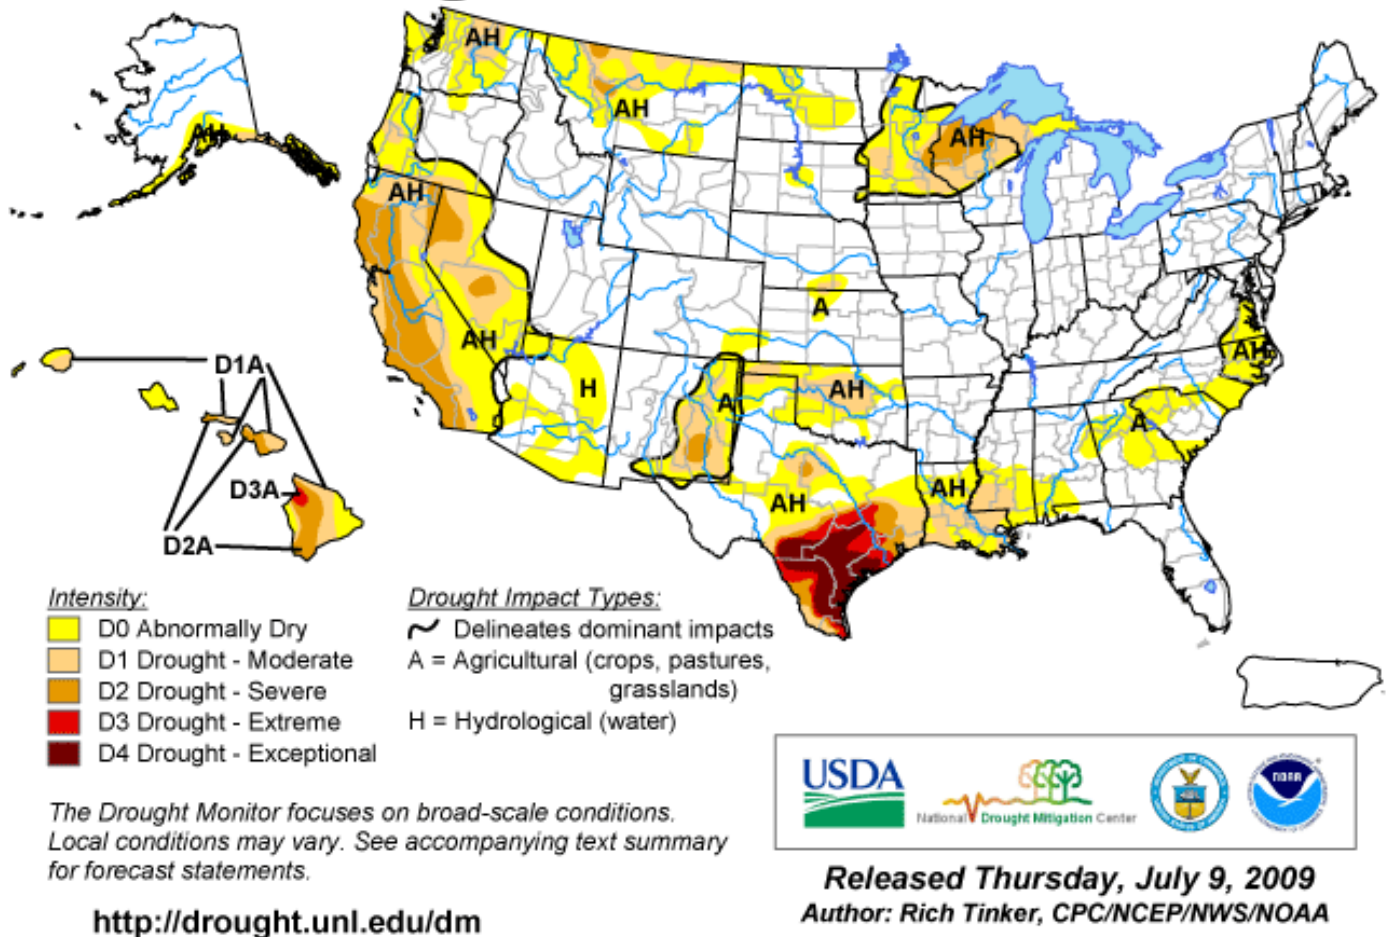 AH
AH
AH
AH
AH
AH
A
AH
H
A
AH
AH
A
AH
AH
D1A
D3A
D2A
Intensity:
D0 Abnormally Dry
D1 Drought - Moderate
D2 Drought - Severe
D3 Drought - Extreme
D4 Drought - Exceptional
Drought Impact Types:
Delineates dominant impacts
A = Agricultural (crops, pastures,
grasslands)
H = Hydrological (water)
The Drought Monitor focuses on broad-scale conditions.
Local conditions may vary. See accompanying text summary
for forecast statements.
http://drought.unl.edu/dm
USDA
National Drought Mitigation Center
NOAA
Released Thursday, July 9, 2009
Author: Rich Tinker, CPC/NCEP/NWS/NOAA